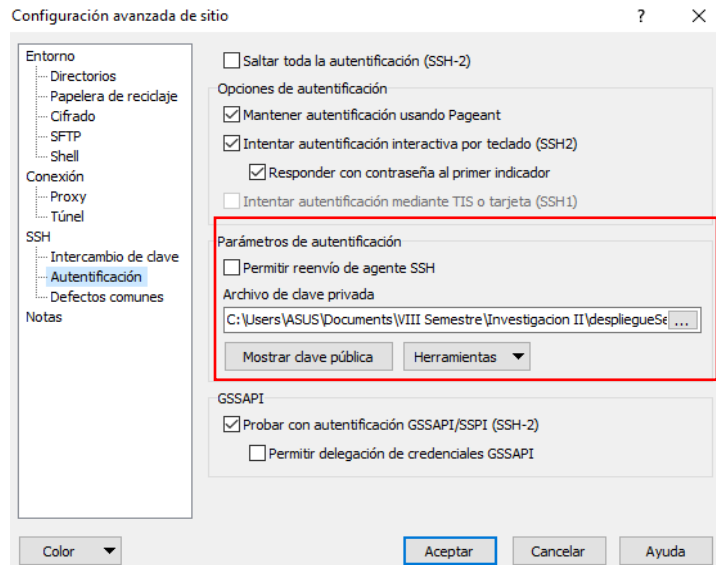 Configuración avanzada de sitio
Entorno
Directorios
Papelera de reciclaje
Cifrado
SFTP
Shell
Conexión
Proxy
Túnel
SSH
Intercambio de clave
Autentificación
Defectos comunes
Notas
Saltar toda la autentificación (SSH-2)
Opciones de autentificación
Mantener autentificación usando Pageant
Intentar autentificación interactiva por teclado (SSH2)
Responder con contraseña al primer indicador
Intentar autentificación mediante TIS o tarjeta (SSH1)
Parámetros de autentificación
Permitir reenvío de agente SSH
Archivo de clave privada
C:\Users\ASUS\Documents\VIII Semestre\Investigacion II\despliegueSe ...
Mostrar clave pública Herramientas
GSSAPI
Probar con autentificación GSSAPI/SSPI (SSH-2)
Permitir delegación de credenciales GSSAPI
Color Aceptar Cancelar Ayuda